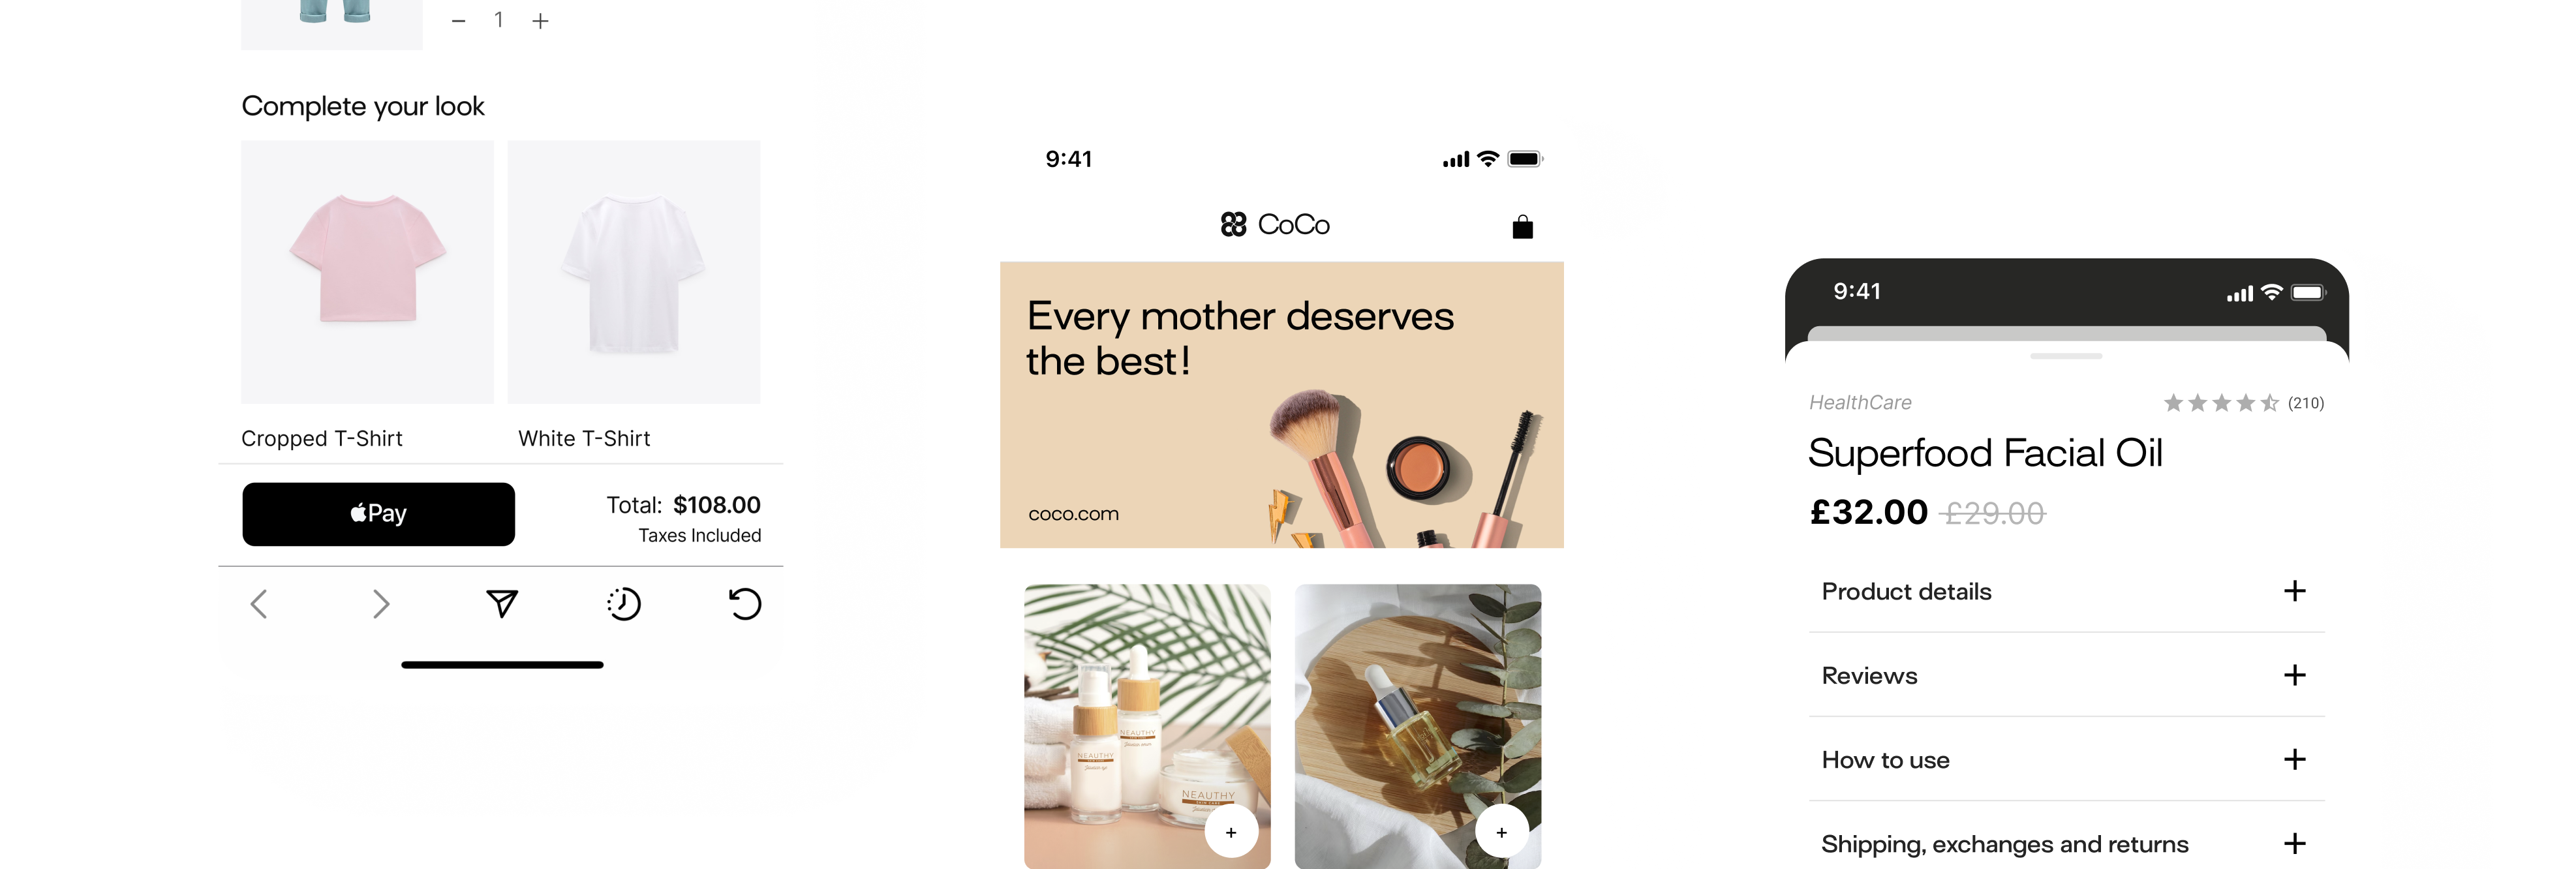 1
Complete your look
Cropped T-Shirt
White T-Shirt
Pay
Total: $108.00
Taxes Included
9:41
CoCo
Every mother deserves
the best!
coco.com
NEAUTHY
NEAUTHY
NEAUTHY
+
+
9:41
HealthCare
(210)
Superfood Facial Oil
£32.00 £29.00
Product details
Reviews
How to use
Shipping, exchanges and returns